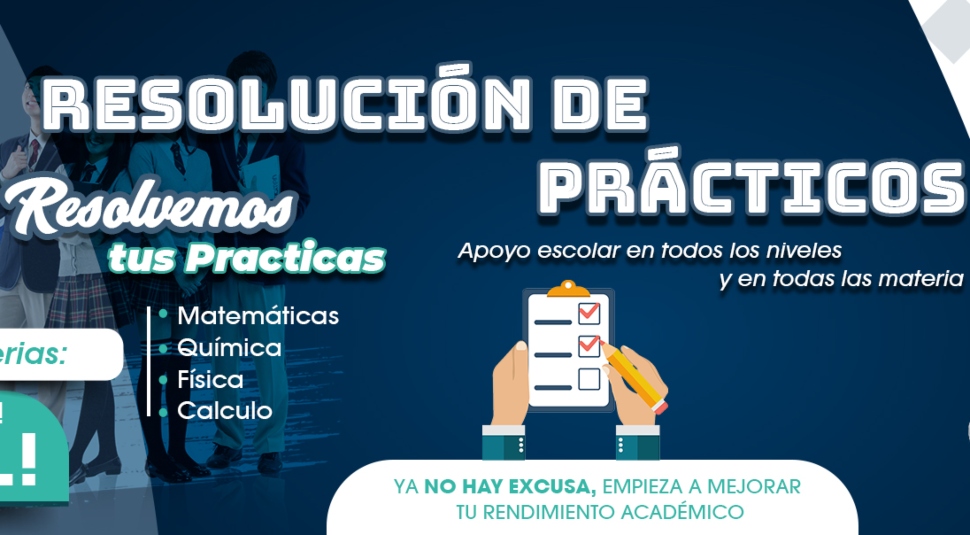 RESOLUCIÓN DE
PRÁCTICOS
Resolvemos
tus Practicas
Apoyo escolar en todos los niveles
y en todas las materia
• Matemáticas
• Química
• Física
• Calculo
erias:
!
L!
YA NO HAY EXCUSA, EMPIEZA A MEJORAR
TU RENDIMIENTO ACADÉMICO